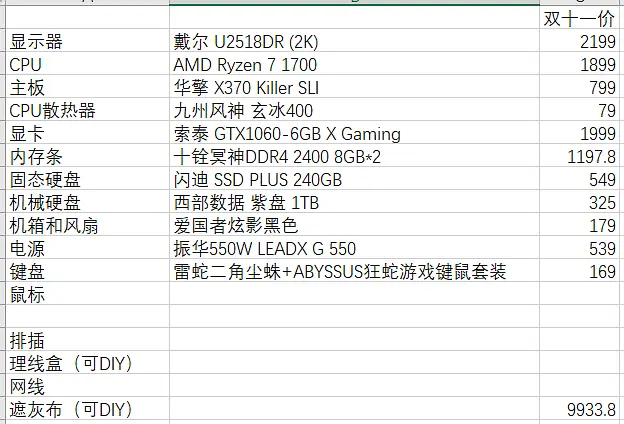 双十一价
显示器 戴尔 U2518DR (2K) 2199
CPU AMD Ryzen 7 1700 1899
主板 华擎 X370 Killer SLI 799
CPU散热器 九州风神 玄冰400 79
显卡 索泰 GTX1060-6GB X Gaming 1999
内存条 十铨冥神DDR4 2400 8GB*2 1197.8
固态硬盘 闪迪 SSD PLUS 240GB 549
机械硬盘 西部数据 紫盘 1TB 325
机箱和风扇 爱国者炫影黑色 179
电源 振华550W LEADX G 550 539
键盘 雷蛇二角尘蛛+ABYSSUS狂蛇游戏键鼠套装 169
鼠标
排插
理线盒（可DIY）
网线
遮灰布（可DIY） 9933.8